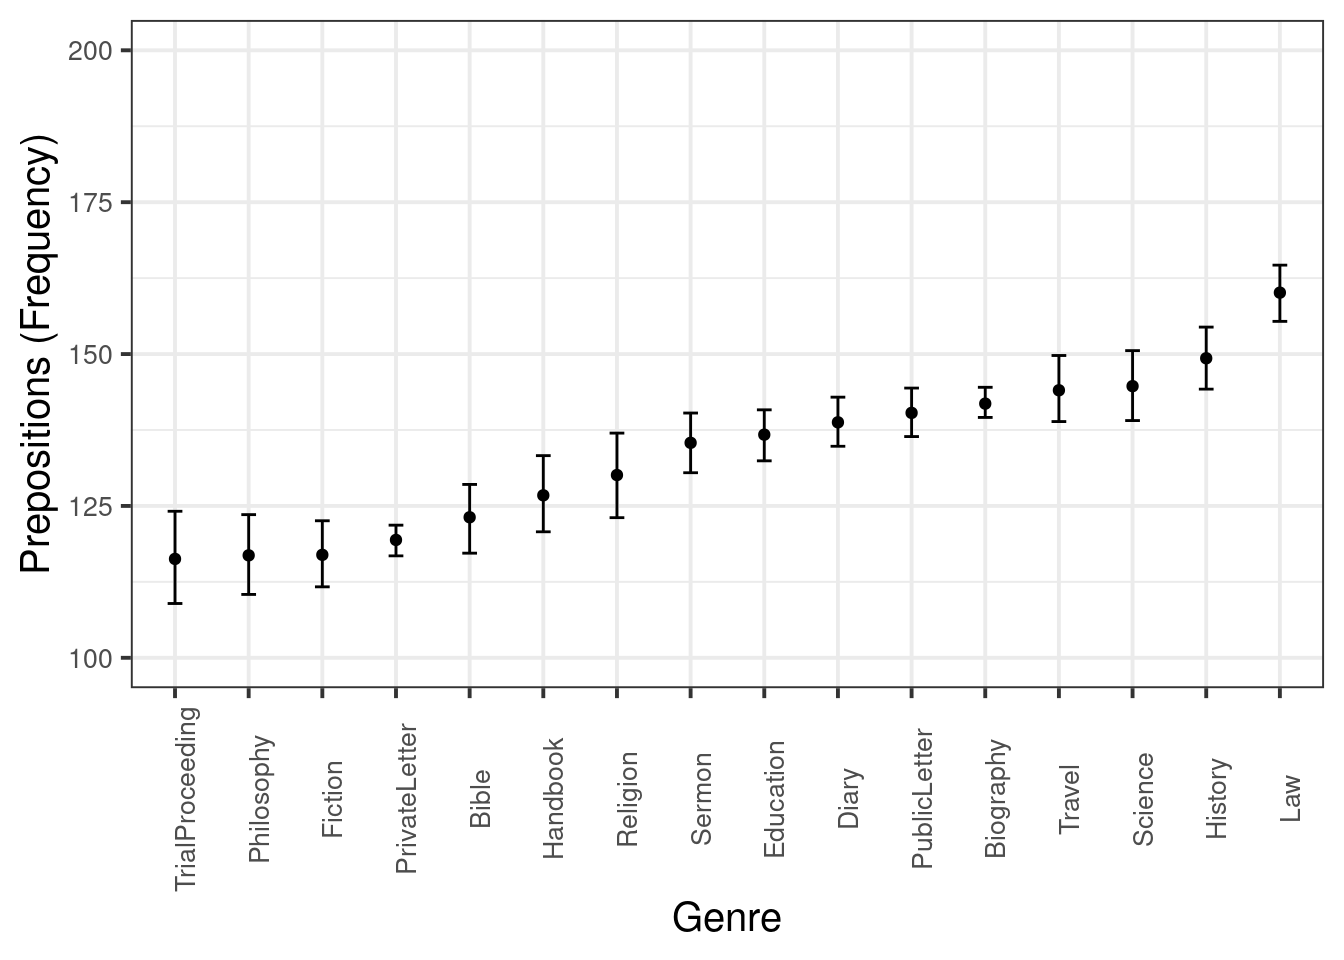 Prepositions (Frequency)
200
175
150
125
100
TrialProceeding
Philosophy
Fiction
PrivateLetter
Bible
Handbook
Religion
Sermon
Education
Diary
PublicLetter
Biography
Travel
Science
History
Law
Genre